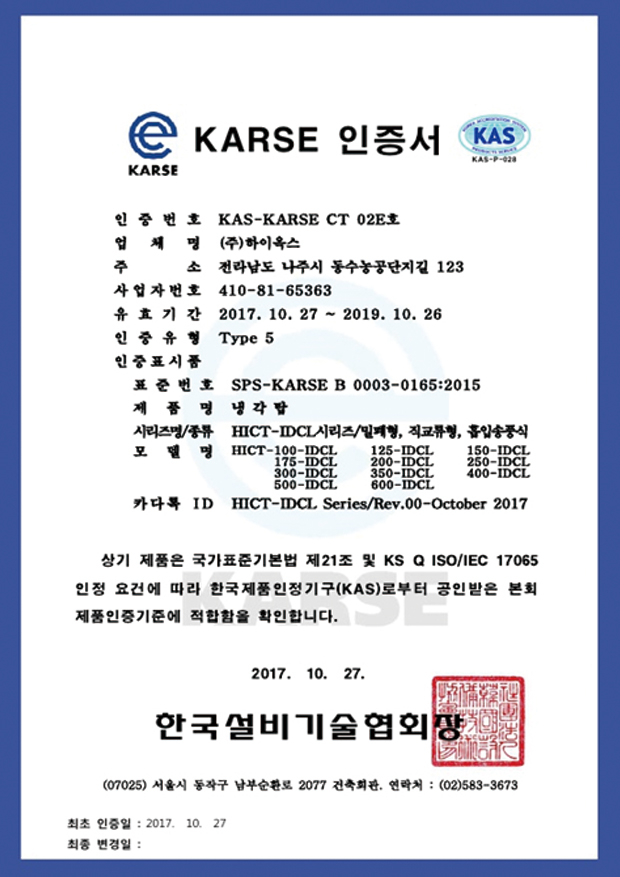 KARSE
KARSE 인증서
KOREA ACCREDITATION SYSTEM
KAS
PRODUCTS SERVICE
KAS-P-028
인 증 번 호 KAS-KARSE CT 02E호
업 체 명 (주)하이옥스
주 소 전라남도 나주시 동수농공단지길 123
사업자번호 410-81-65363
유 효 기 간 2017. 10. 27 ~ 2019. 10. 26
인 증 유 형 Type 5
인증표시품
표 준 번 호 SPS-KARSE B 0003-0165:2015
제 품 명 냉각탑
시리즈명/종류 HICT-IDCL시리즈/밀폐형, 직교류형, 흡입송풍식
모 델 명 HICT-100-IDCL 125-IDCL 150-IDCL
175-IDCL 200-IDCL 250-IDCL
300-IDCL 350-IDCL 400-IDCL
500-IDCL 600-IDCL
카다록 ID HICT-IDCL Series/Rev.00-October 2017
상기 제품은 국가표준기본법 제21조 및 KS Q ISO/IEC 17065
인정 요건에 따라 한국제품인정기구(KAS)로부터 공인받은 본회
제품인증기준에 적합함을 확인합니다.
KARSE
2017. 10. 27.
한국설비기술협회장
(07025) 서울시 동작구 남부순환로 2077 건축회관. 연락처 : (02)583-3673
최초 인증일 : 2017. 10. 27
최종 변경일 :